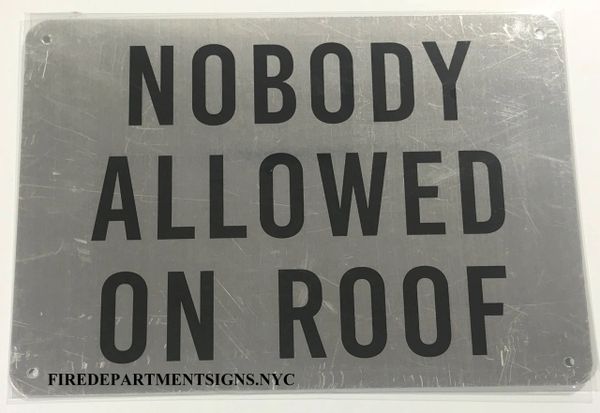 NOBODY
ALLOWED
ON ROOF
FIREDEPARTMENTSIGNS.NYC